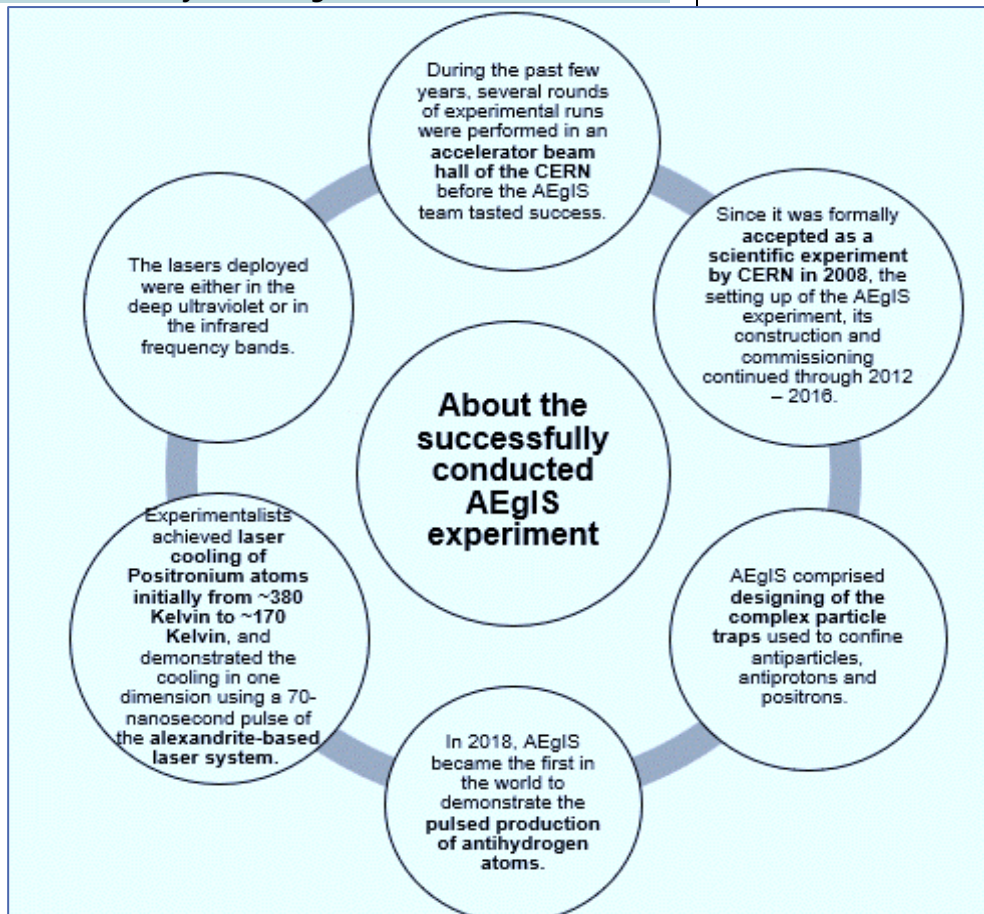 During the past few
years, several rounds
of experimental runs
were performed in an
accelerator beam
hall of the CERN
before the AEgIS
team tasted success.
Since it was formally
accepted as a
scientific experiment
by CERN in 2008, the
setting up of the AEgIS
experiment, its
construction and
commissioning
continued through 2012
– 2016.
AEgIS comprised
designing of the
complex particle
traps used to confine
antiparticles,
antiprotons and
positrons.
In 2018, AEgIS
became the first in
the world to
demonstrate the
pulsed production
of antihydrogen
atoms.
Experimentalists
achieved laser
cooling of
Positronium atoms
initially from ~380
Kelvin to ~170
Kelvin, and
demonstrated the
cooling in one
dimension using a 70-
nanosecond pulse of
the alexandrite-based
laser system.
The lasers deployed
were either in the
deep ultraviolet or in
the infrared
frequency bands.
About the
successfully
conducted
AEgIS
experiment